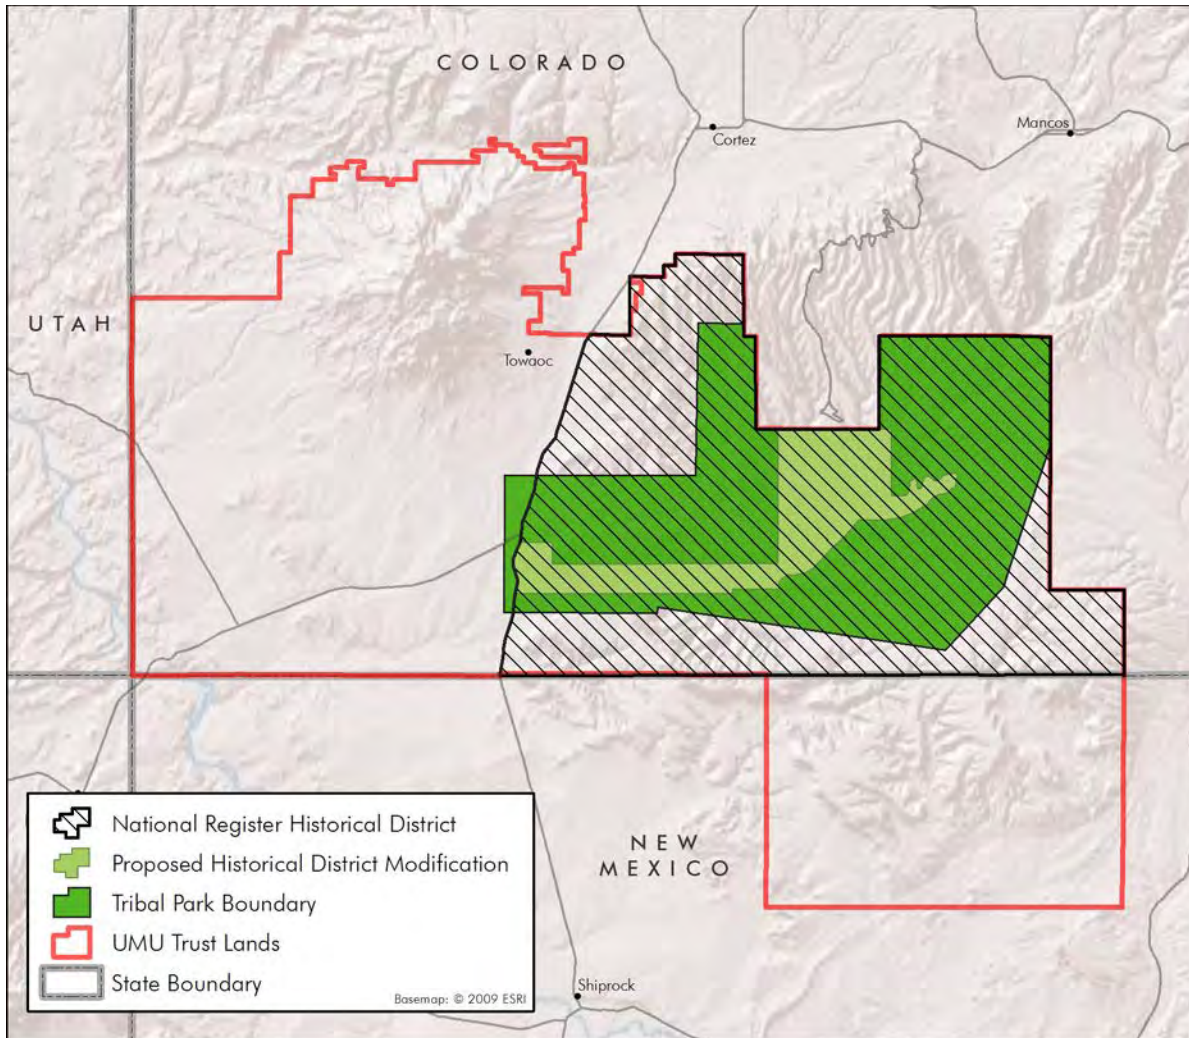 COLORADO
Mancos
Cortez
UTAH
Towaoc
NEW
MEXICO
National Register Historical District
Proposed Historical District Modification
Tribal Park Boundary
UMU Trust Lands
State Boundary
Basemap: © 2009 ESRI
Shiprock